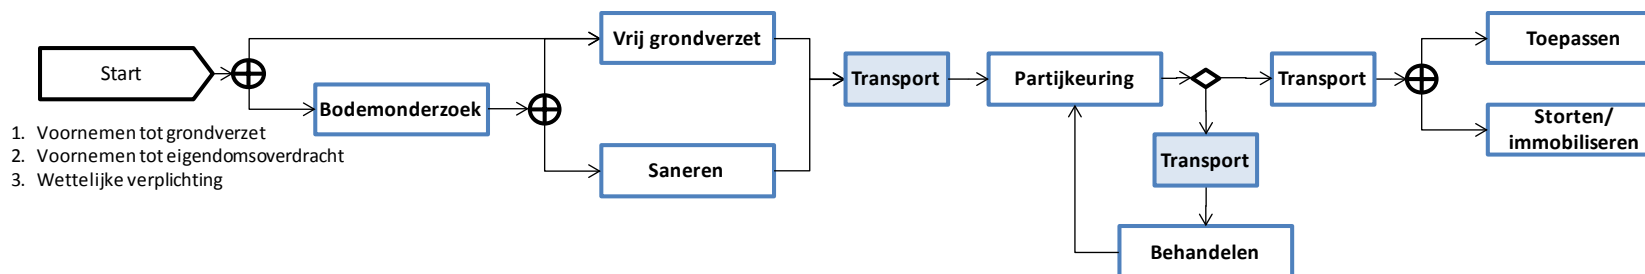 Start
1. Voornemen tot grondverzet
2. Voornemen tot eigendomsoverdracht
3. Wettelijke verplichting
Bodemonderzoek
Vrij grondverzet
Saneren
Transport
Partijkeuring
Transport
Behandelen
Transport
Toepassen
Storten/
immobiliseren